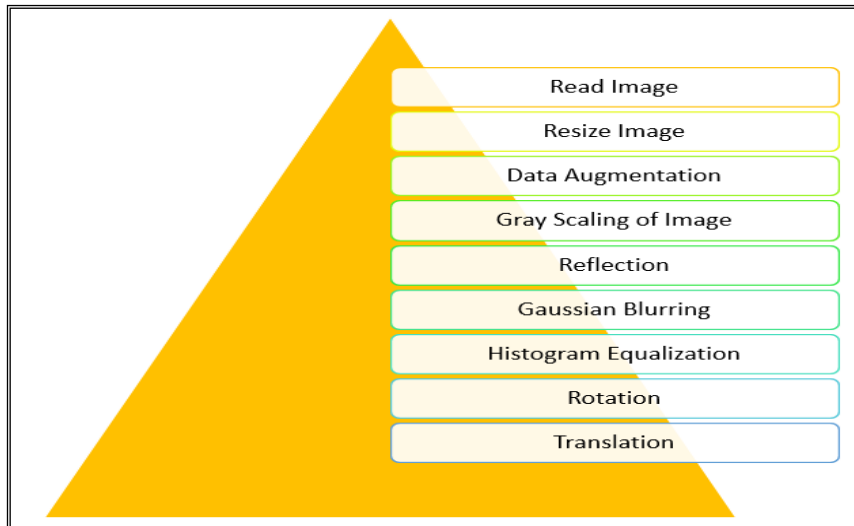 Read Image
Resize Image
Data Augmentation
Gray Scaling of Image
Reflection
Gaussian Blurring
Histogram Equalization
Rotation
Translation